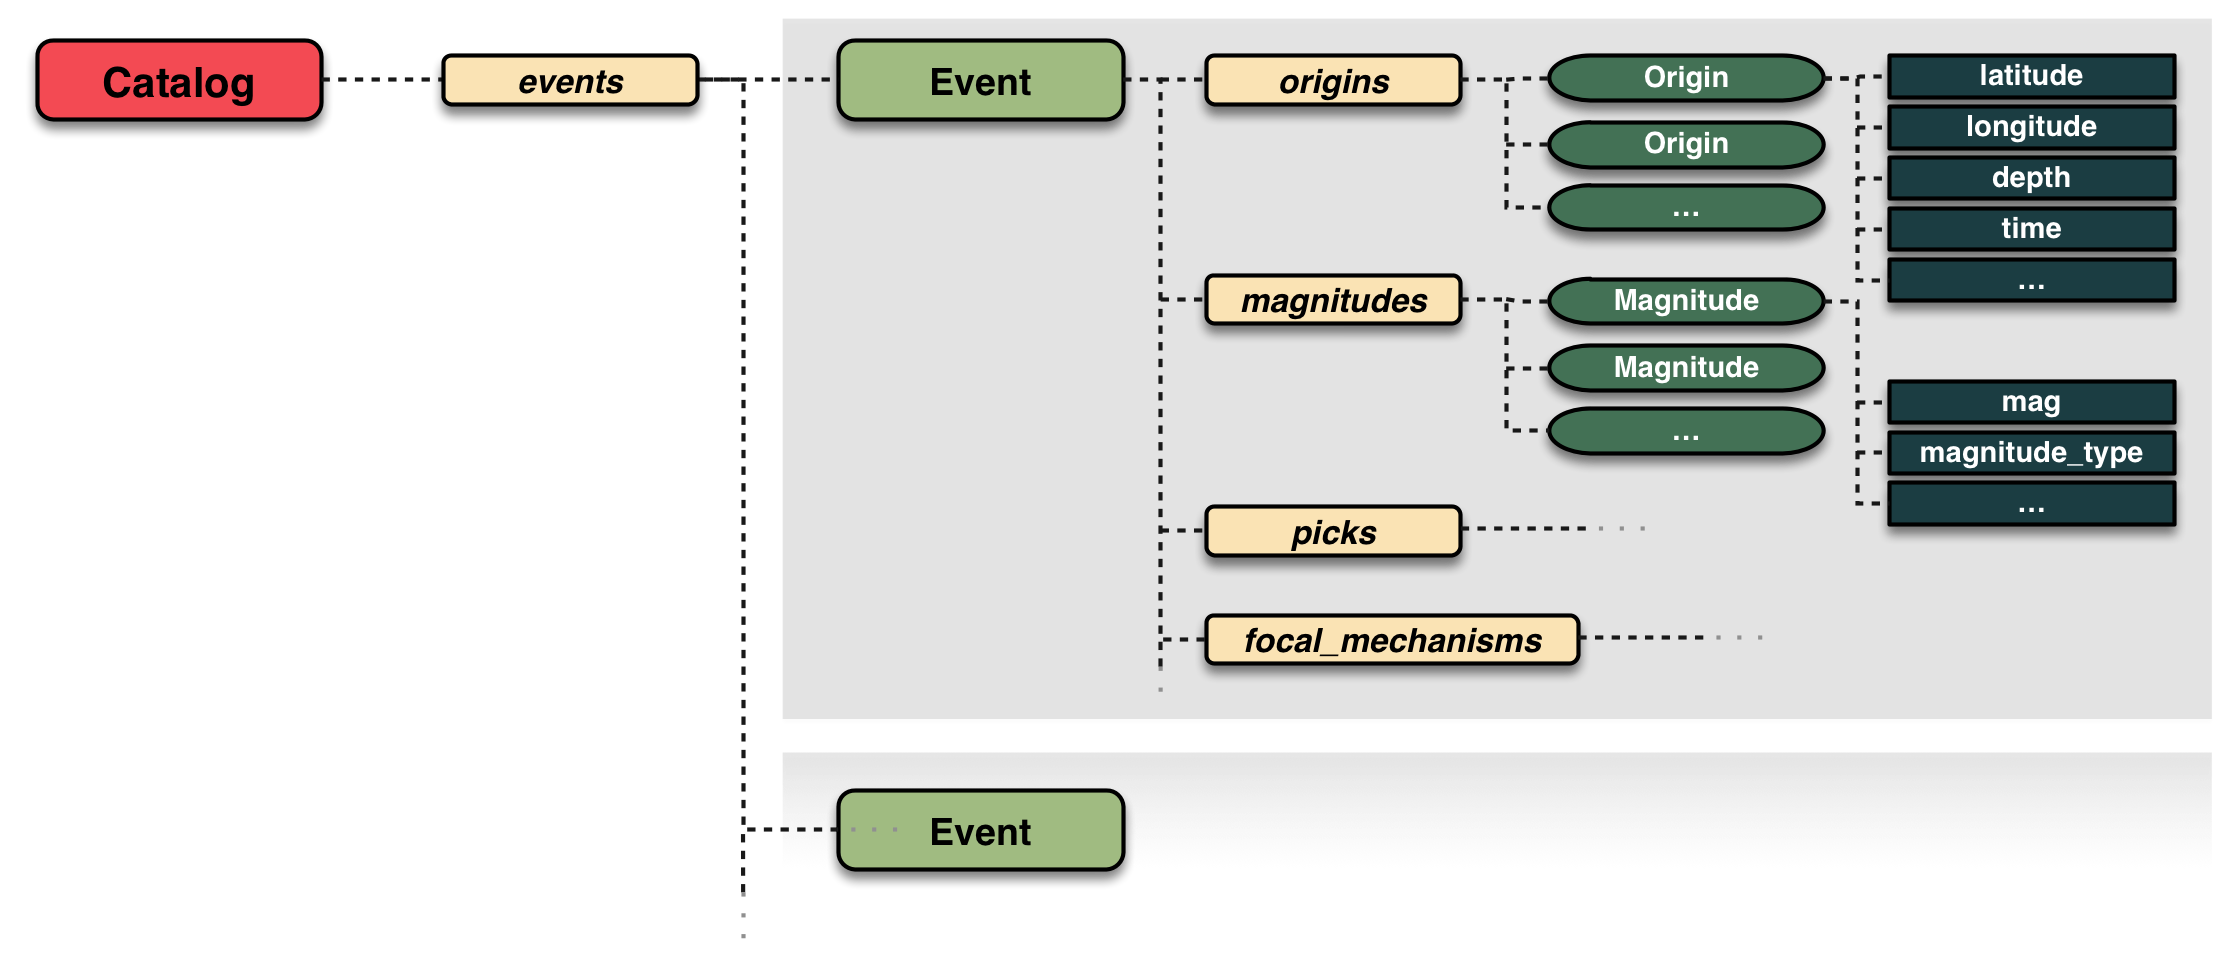 Catalog
events
Event
origins
Origin
Origin
...
latitude
longitude
depth
time
...
magnitudes
Magnitude
Magnitude
...
mag
magnitude_type
...
picks
focal_mechanisms
Event